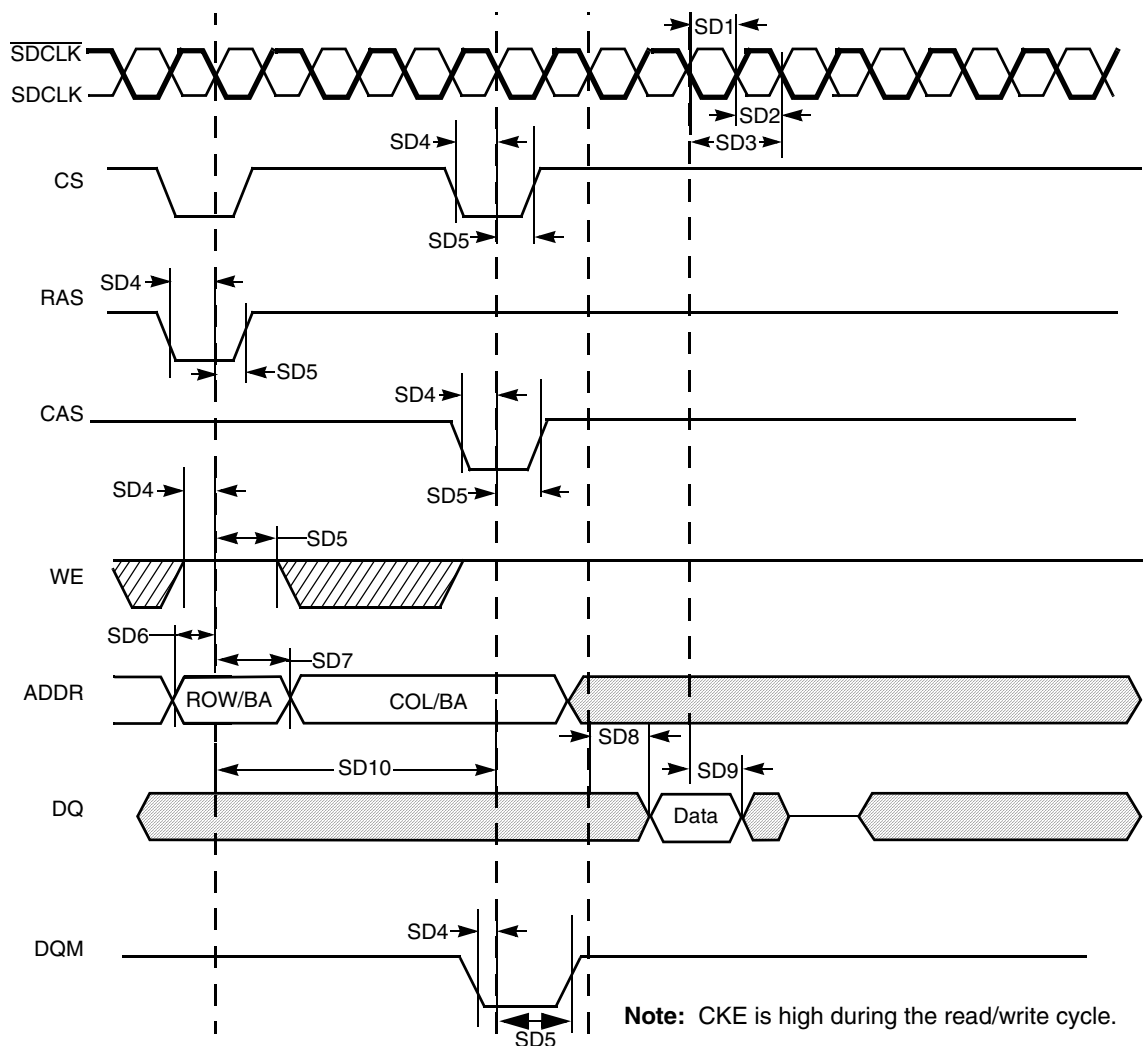 SD1
SDCLK
SDCLK
SD2
SD4
SD3
CS
SD5
SD4
RAS
SD5
SD4
CAS
SD4
SD5
SD5
WE
SD6
SD7
ADDR
ROW/BA
COL/BA
SD8
SD10
SD9
DQ
Data
SD4
DQM
Note: CKE is high during the read/write cycle.
SD5